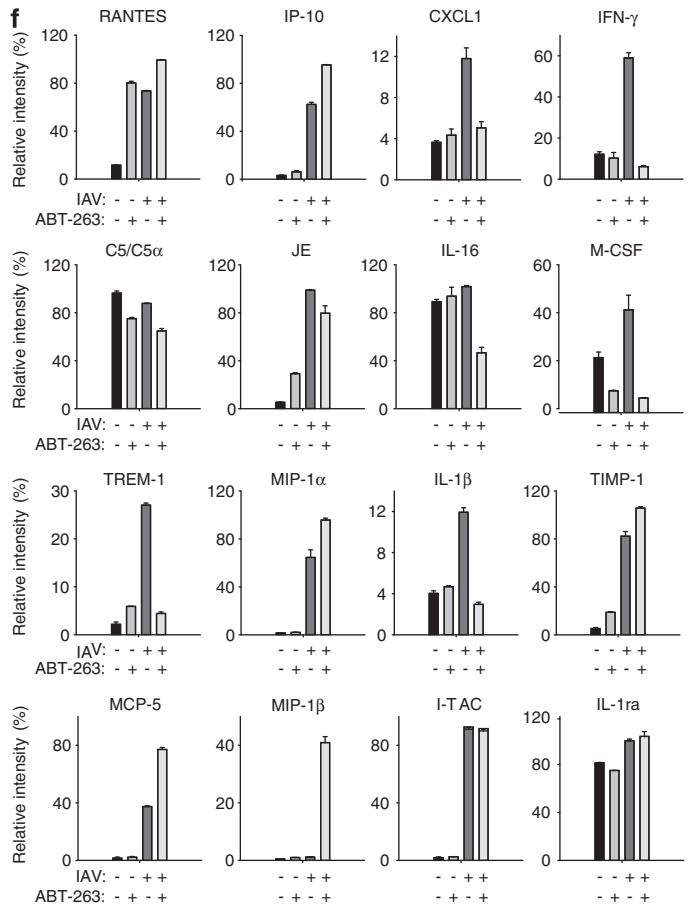 f
RANTES IP-10 CXCL1 IFN-γ
Relative intensity (%)
120 120 12 60
80 80 8 40
40 40 4 20
0 0 0 0
IAV: - - + + - - + + - - + + - - + +
ABT-263: - + - + - + - + - + - + - + - +
C5/C5α JE IL-16 M-CSF
Relative intensity (%)
120 120 120 60
80 80 80 40
40 40 40 20
0 0 0 0
IAV: - - + + - - + + - - + + - - + +
ABT-263: - + - + - + - + - + - + - + - +
TREM-1 MIP-1α IL-1β TIMP-1
Relative intensity (%)
30 120 12 120
20 80 8 80
10 40 4 40
0 0 0 0
IAV: - - + + - - + + - - + + - - + +
ABT-263: - + - + - + - + - + - + - + - +
MCP-5 MIP-1β I-TAC IL-1ra
Relative intensity (%)
80 40 80 120
40 20 40 80
0 0 0 40
0
IAV: - - + + - - + + - - + + - - + +
ABT-263: - + - + - + - + - + - + - + - +